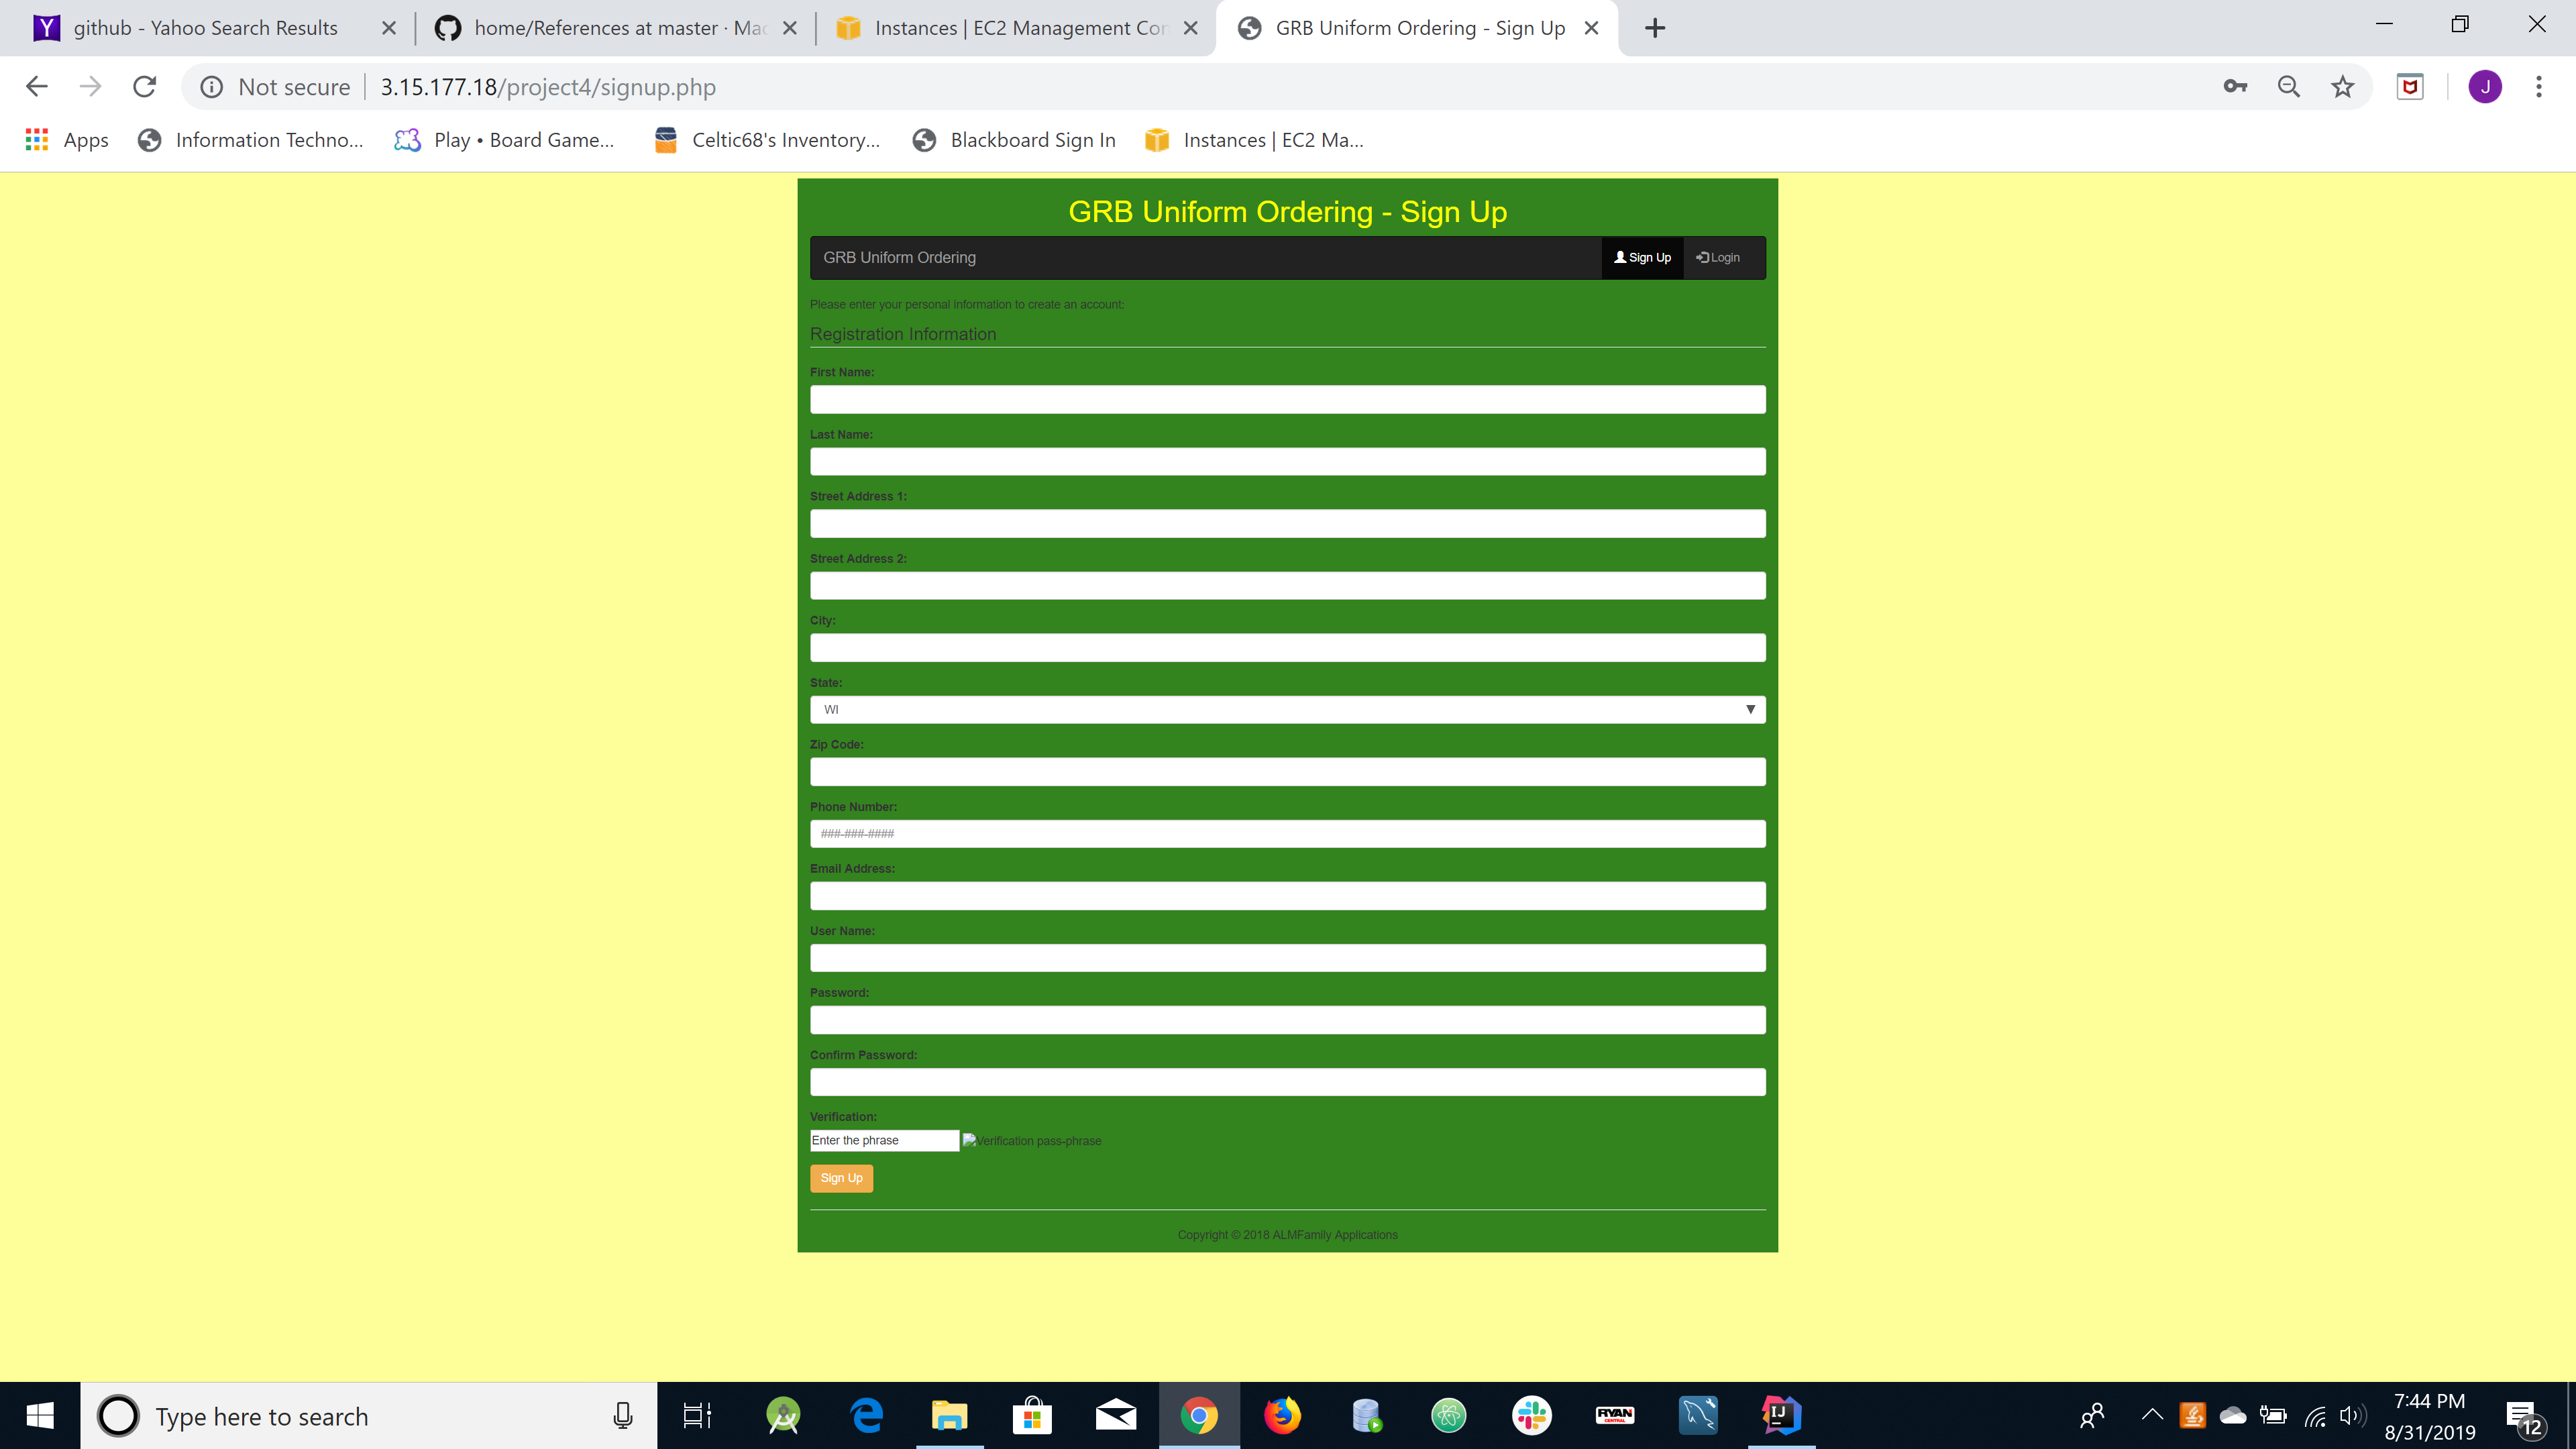 github - Yahoo Search Results
home/References at master · Mac
Instances | EC2 Management Con
GRB Uniform Ordering - Sign Up
Not secure
3.15.177.18/project4/signup.php
J
Apps
Information Techno...
Play • Board Game...
Celtic68's Inventory...
Blackboard Sign In
Instances | EC2 Ma...
GRB Uniform Ordering - Sign Up
GRB Uniform Ordering
Sign Up
Login
Please enter your personal information to create an account:
Registration Information
First Name:
Last Name:
Street Address 1:
Street Address 2:
City:
State:
WI
Zip Code:
Phone Number:
###-###-####
Email Address:
User Name:
Password:
Confirm Password:
Verification:
Enter the phrase
Verification pass-phrase
Sign Up
Copyright © 2018 ALMFamily Applications
Type here to search
RYAN
CENTRAL
IJ
7:44 PM
8/31/2019
12